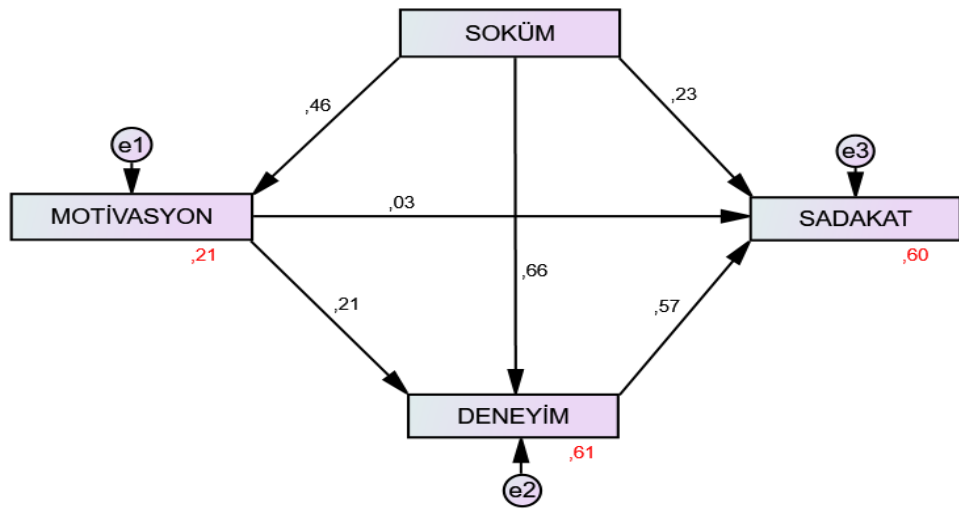 SOKÜM
,46
,23
e1
e3
MOTİVASYON
,03
SADAKAT
,21
,60
,66
,21
,57
DENEYİM
,61
e2